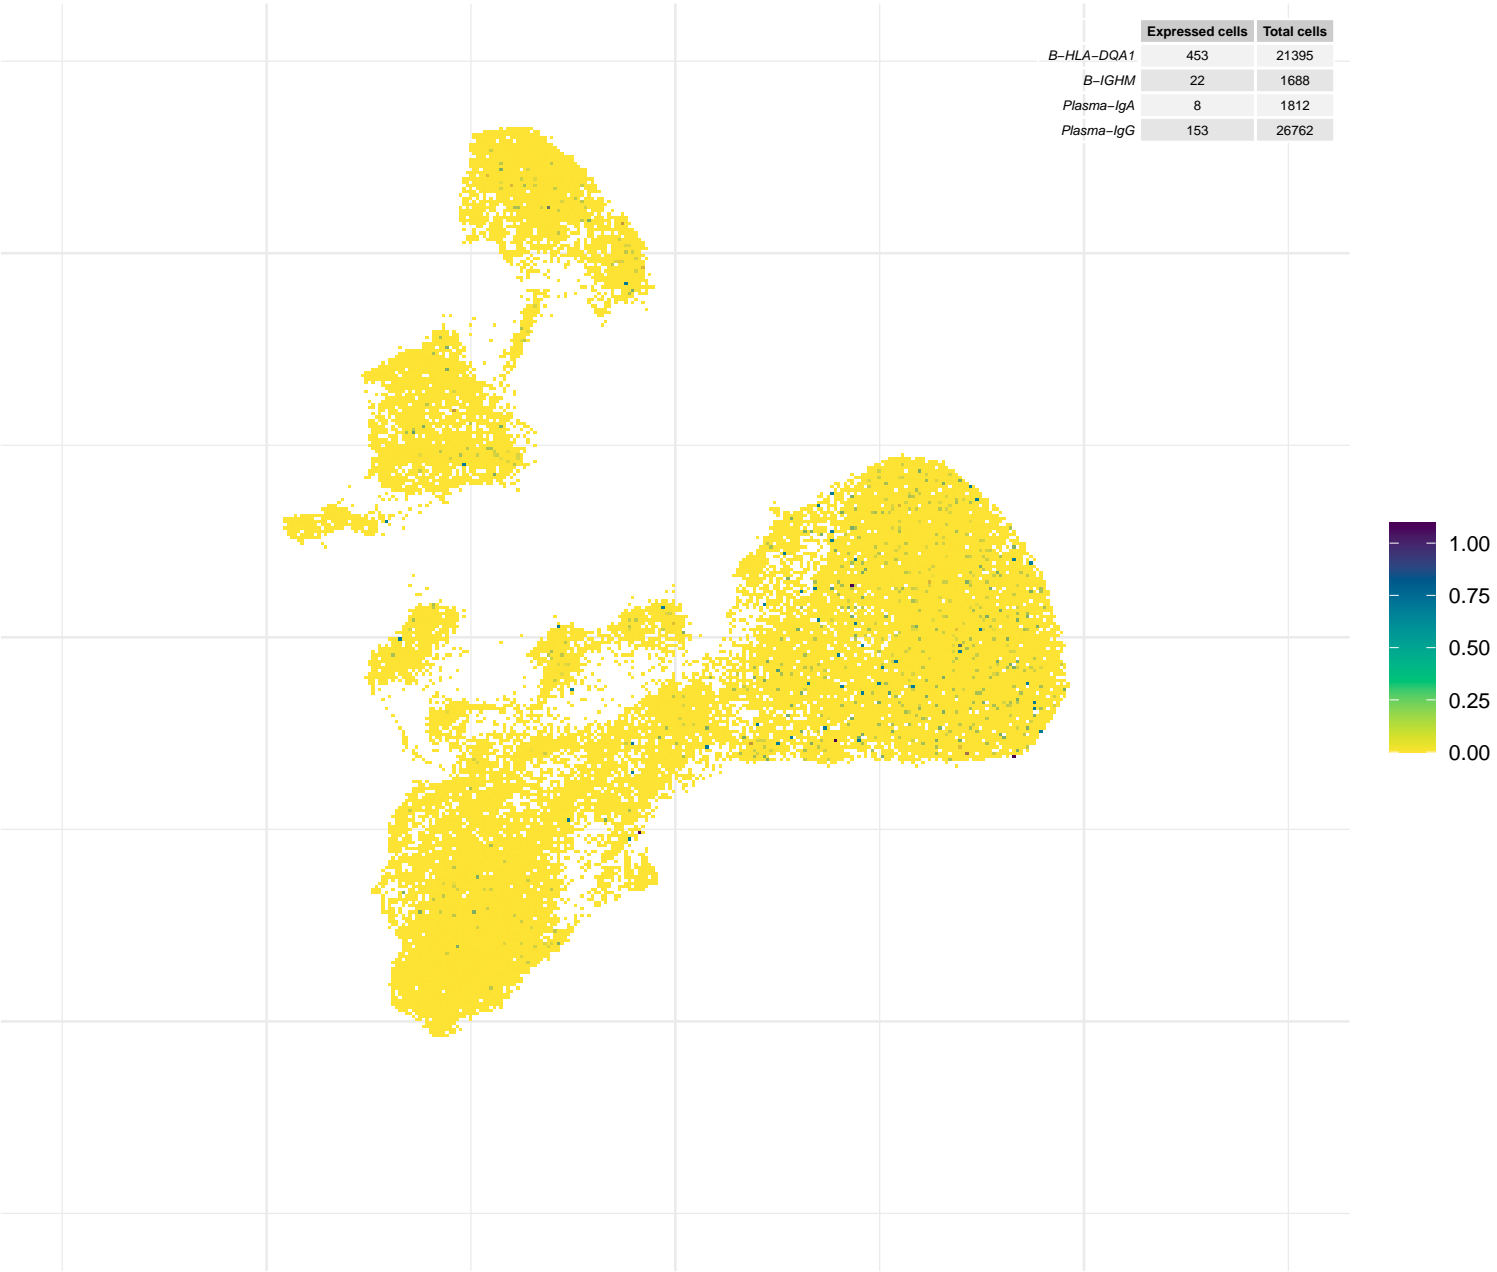 Expressed cells Total cells
B−HLA−DQA1 453 21395
B−IGHM 22 1688
Plasma−IgA 8 1812
Plasma−IgG 153 26762
1.00
0.75
0.50
0.25
0.00